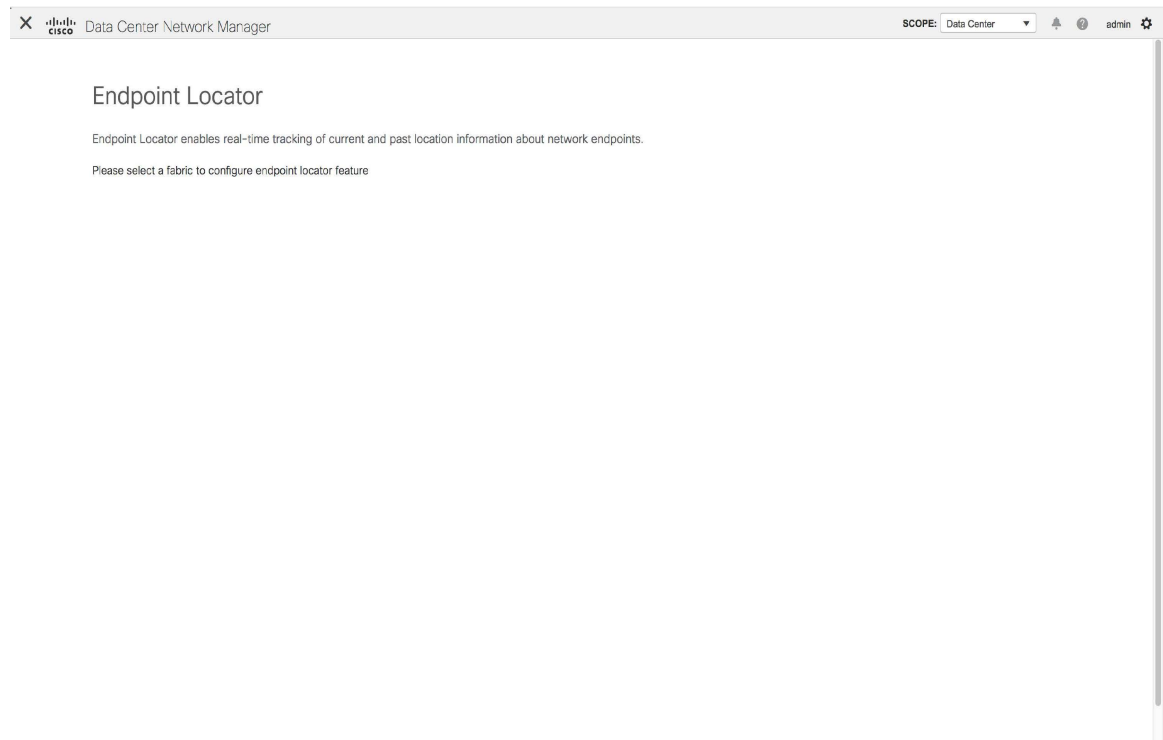 X CISCO Data Center Network Manager SCOPE: Data Center ▼ ? admin
Endpoint Locator
Endpoint Locator enables real-time tracking of current and past location information about network endpoints.
Please select a fabric to configure endpoint locator feature